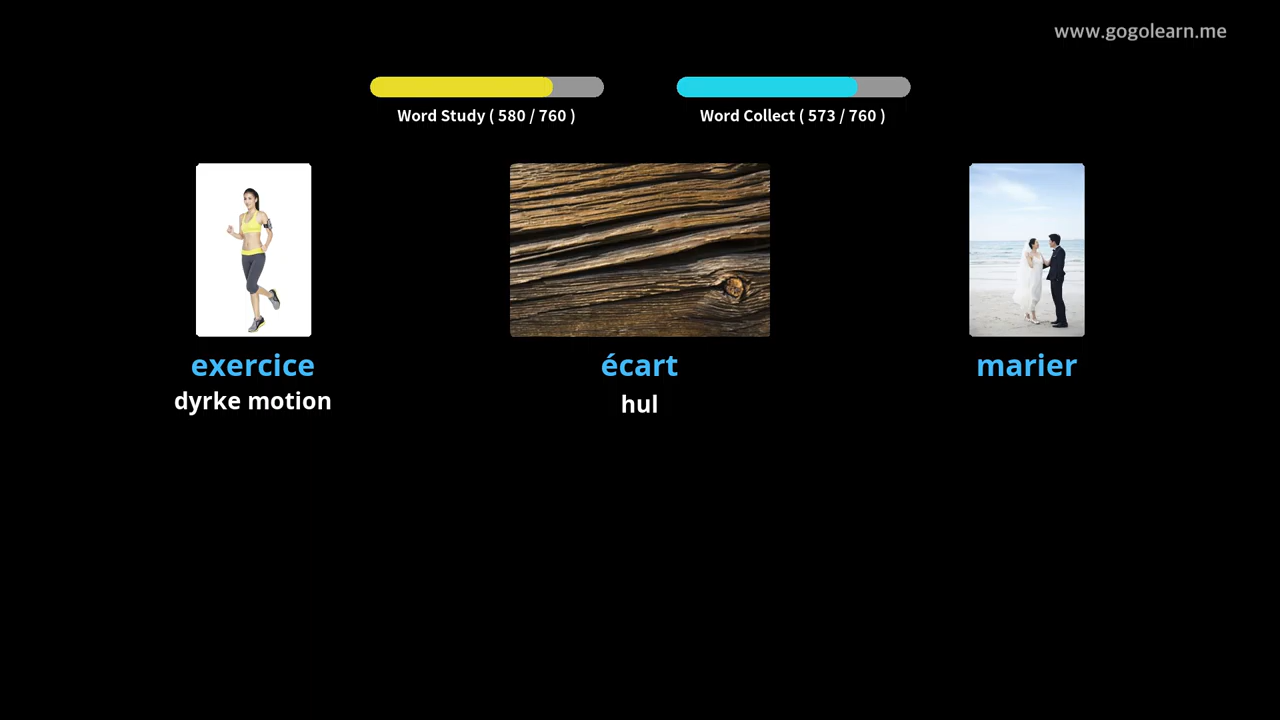 www.gogolearn.me
Word Study ( 580 / 760 )
Word Collect ( 573 / 760 )
exercice
dyrke motion
écart
hul
marier